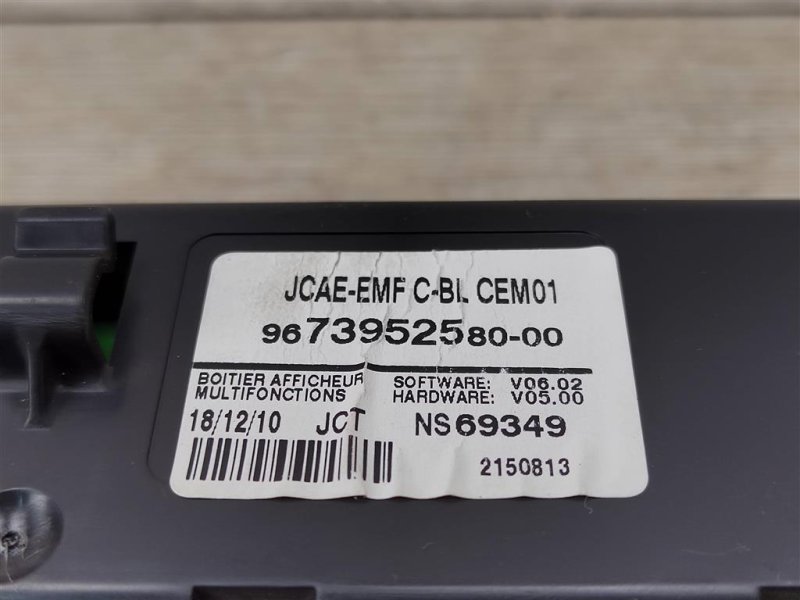 JCAE-EMF C-BL CEM01
9673952580-00
BOITIER AFFICHEUR SOFTWARE: V06.02
MULTIFONCTIONS HARDWARE: V05.00
18/12/10 JCT NS69349
2150813